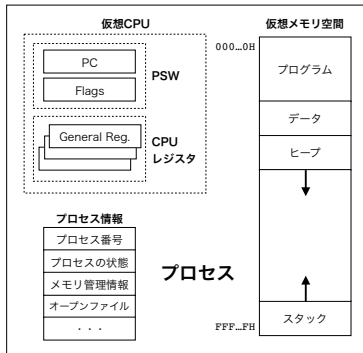 仮想CPU
PC
Flags
PSW
General Reg.
CPU
レジスタ
プロセス情報
プロセス番号
プロセスの状態
メモリ管理情報
オープンファイル
・・・
プロセス
仮想メモリ空間
000…0H
プログラム
データ
ヒープ
スタック
FFF…FH